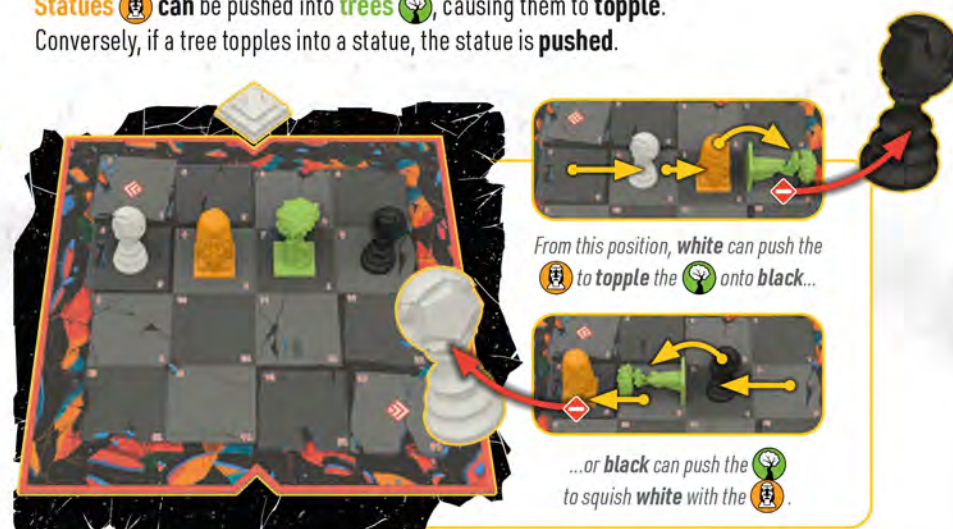 Statues can be pushed into trees, causing them to topple.
Conversely, if a tree topples into a statue, the statue is pushed.
From this position, white can push the
to topple the onto black...
...or black can push the
to squish white with the .